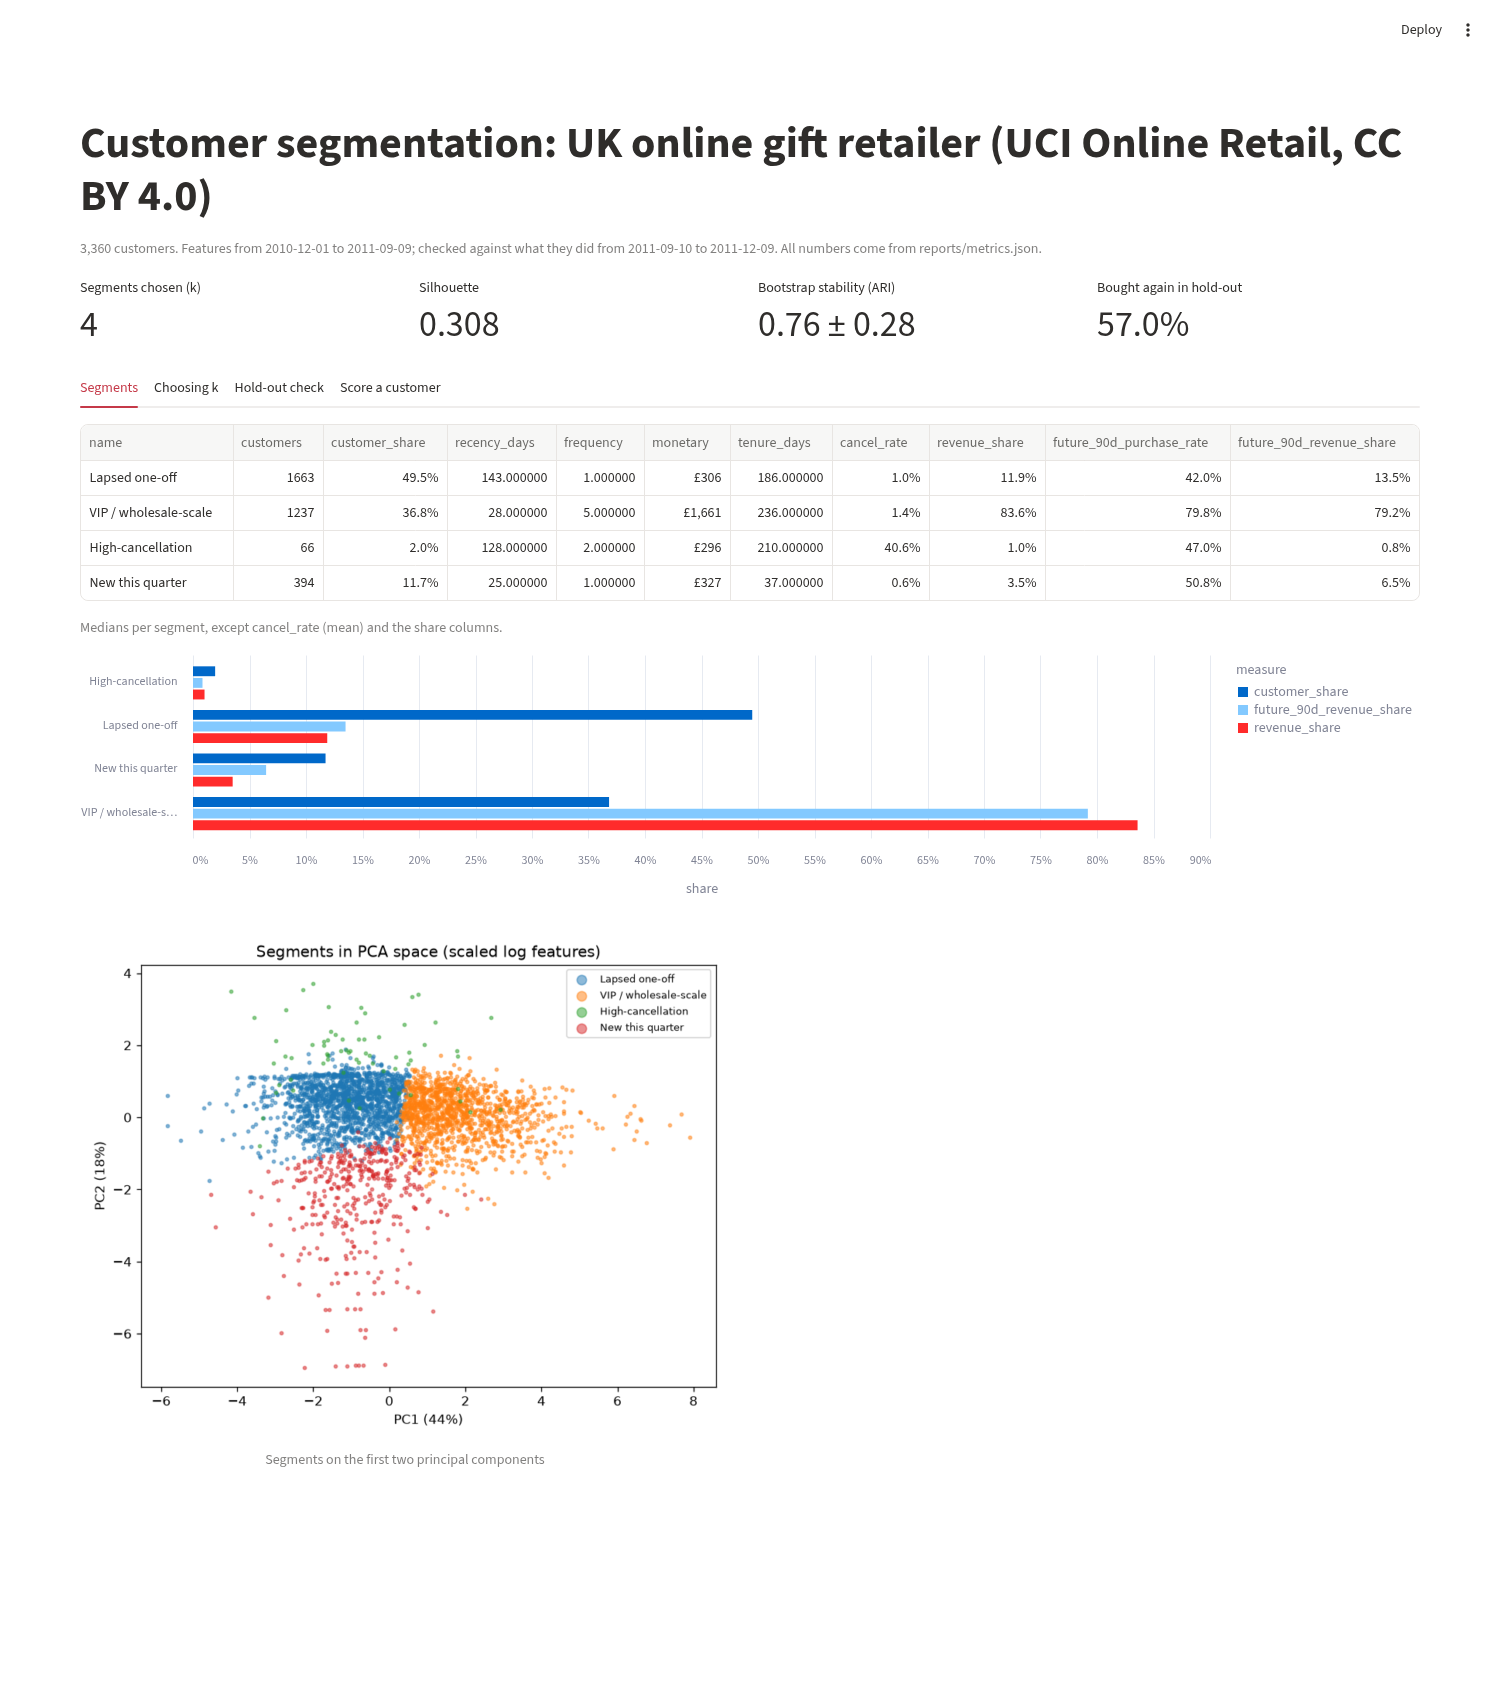 Deploy
Customer segmentation: UK online gift retailer (UCI Online Retail, CC
BY 4.0)
3,360 customers. Features from 2010-12-01 to 2011-09-09; checked against what they did from 2011-09-10 to 2011-12-09. All numbers come from reports/metrics.json.
Segments chosen (k) Silhouette Bootstrap stability (ARI) Bought again in hold-out
4 0.308 0.76 ± 0.28 57.0%
Segments Choosing k Hold-out check Score a customer
name customers customer_share recency_days frequency monetary tenure_days cancel_rate revenue_share future_90d_purchase_rate future_90d_revenue_share
Lapsed one-off 1663 49.5% 143.000000 1.000000 £306 186.000000 1.0% 11.9% 42.0% 13.5%
VIP / wholesale-scale 1237 36.8% 28.000000 5.000000 £1,661 236.000000 1.4% 83.6% 79.8% 79.2%
High-cancellation 66 2.0% 128.000000 2.000000 £296 210.000000 40.6% 1.0% 47.0% 0.8%
New this quarter 394 11.7% 25.000000 1.000000 £327 37.000000 0.6% 3.5% 50.8% 6.5%
Medians per segment, except cancel_rate (mean) and the share columns.
High-cancellation
Lapsed one-off
New this quarter
VIP / wholesale-s…
0% 5% 10% 15% 20% 25% 30% 35% 40% 45% 50% 55% 60% 65% 70% 75% 80% 85% 90%
share
measure
customer_share
future_90d_revenue_share
revenue_share
Segments in PCA space (scaled log features)
Lapsed one-off
VIP / wholesale-scale
High-cancellation
New this quarter
4
2
0
−2
−4
−6
PC2 (18%)
−6 −4 −2 0 2 4 6 8
PC1 (44%)
Segments on the first two principal components